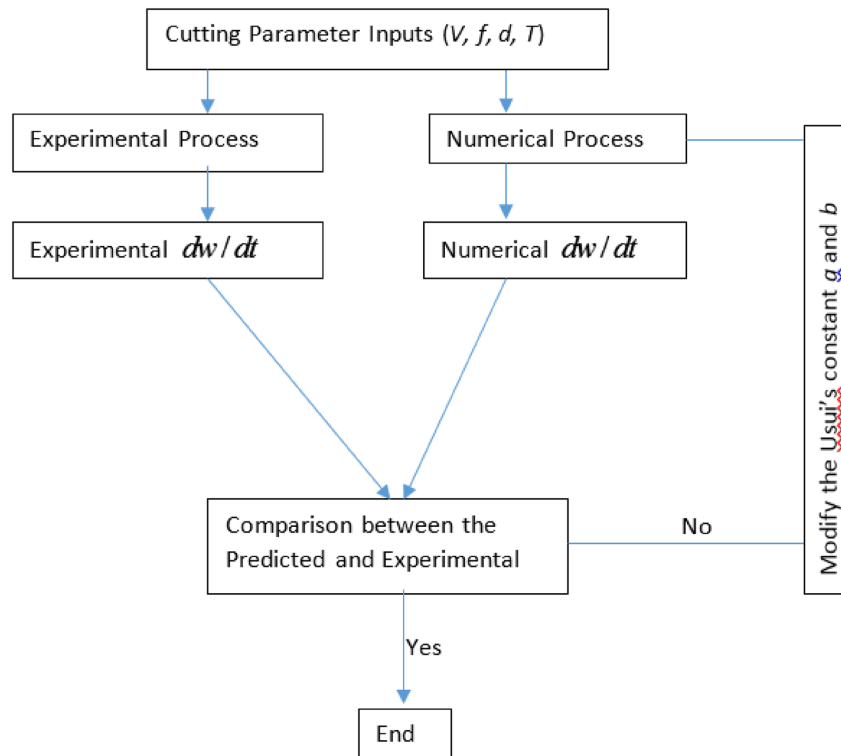 Cutting Parameter Inputs (V, f, d, T)
Experimental Process
Numerical Process
Experimental dw/dt
Numerical dw/dt
Modify the Usui's constant a and b
Comparison between the
Predicted and Experimental
No
Yes
End